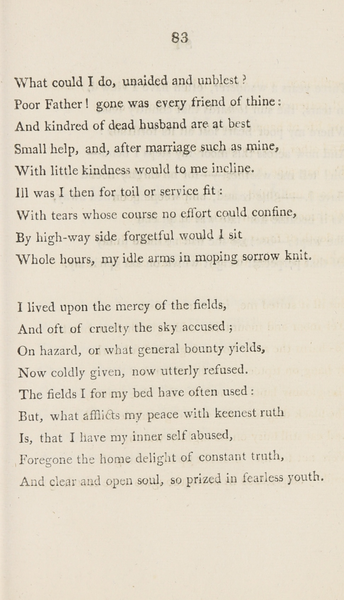 83
What could I do, unaided and unblest?
Poor Father! gone was every friend of thine:
And kindred of dead husband are at best
Small help, and, after marriage such as mine,
With little kindness would to me incline.
Ill was I then for toil or service fit:
With tears whose course no effort could confine,
By high-way side forgetful would I sit
Whole hours, my idle arms in moping sorrow knit.
I lived upon the mercy of the fields,
And oft of cruelty the sky accused;
On hazard, or what general bounty yields,
Now coldly given, now utterly refused.
The fields I for my bed have often used:
But, what afflicts my peace with keenest ruth
Is, that I have my inner self abused,
Foregone the home delight of constant truth,
And clear and open soul, so prized in fearless youth.